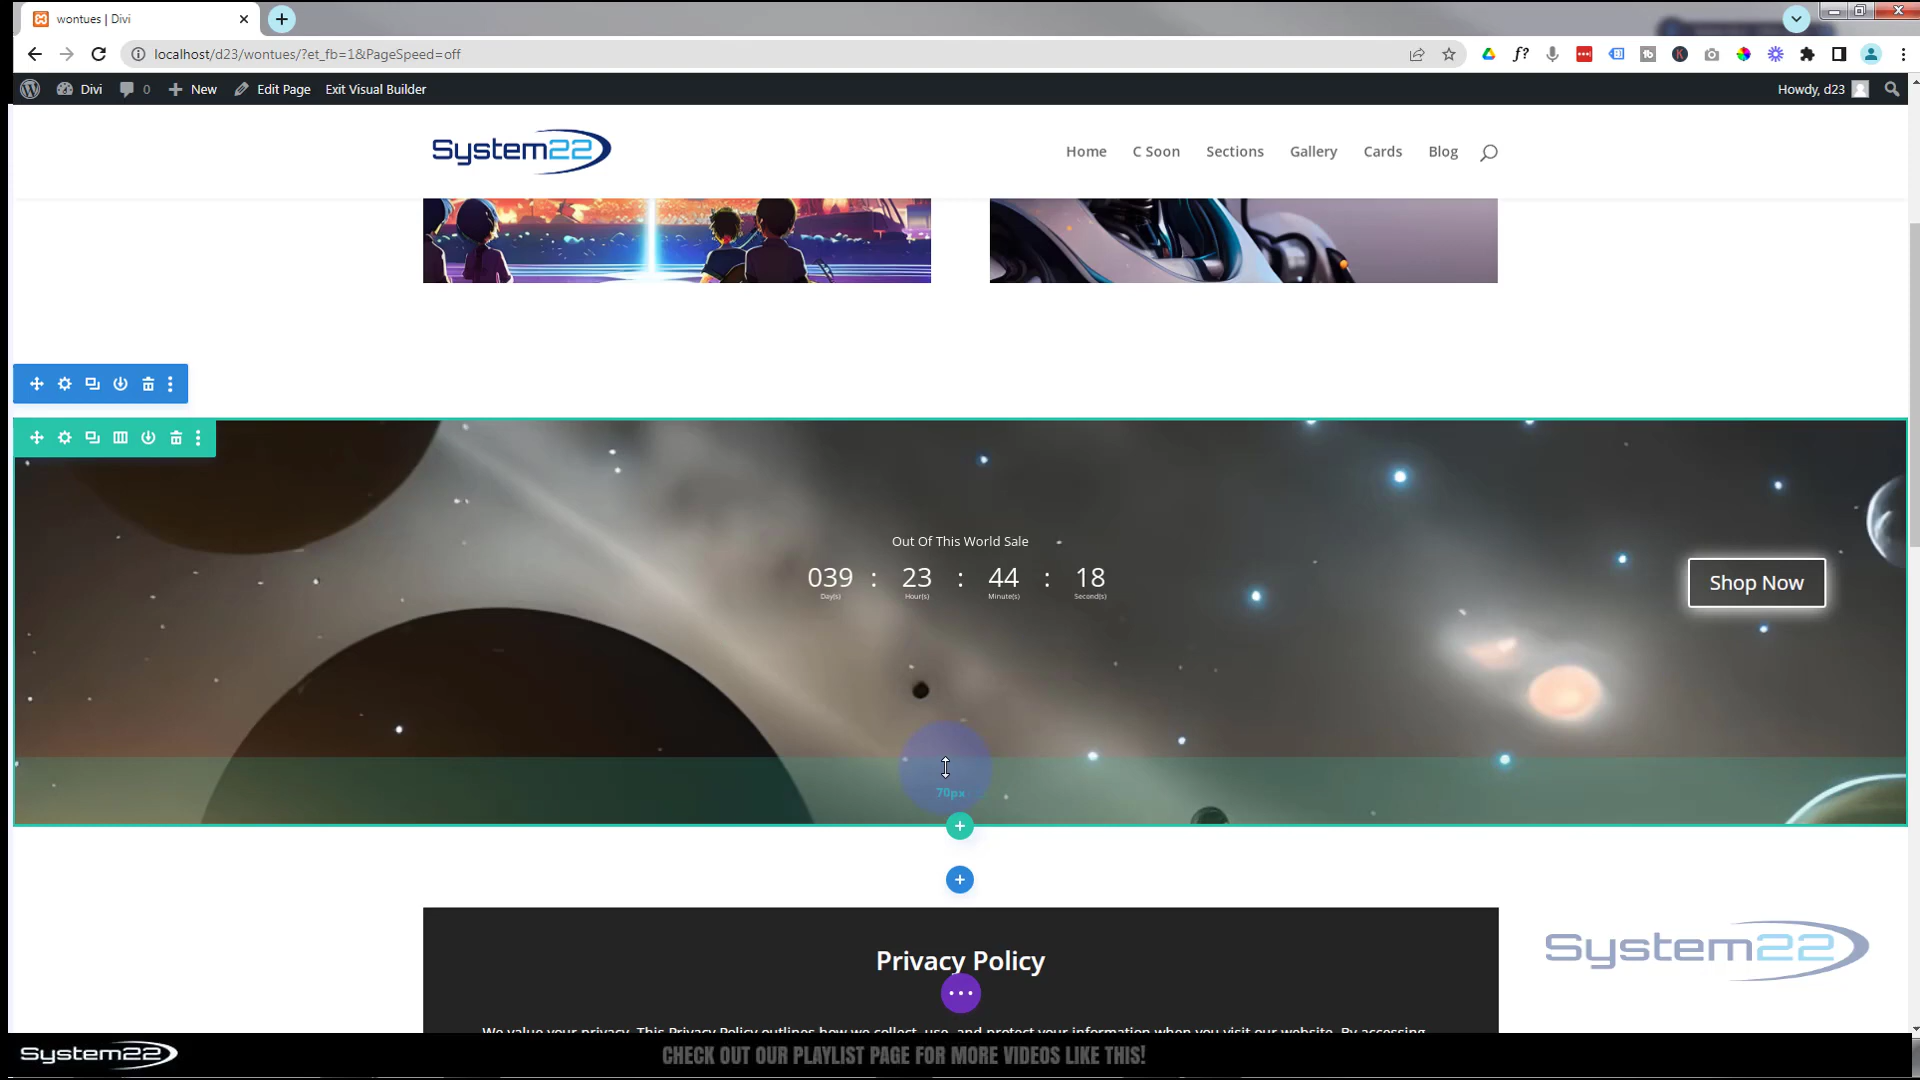 wontues | Divi
localhost/d23/wontues/?et_fb=1&PageSpeed=off
Divi 0 New Edit Page Exit Visual Builder Howdy, d23
System22 Home C Soon Sections Gallery Cards Blog
Out Of This World Sale
039 : 23 : 44 : 18
Day(s) Hour(s) Minute(s) Second(s)
Shop Now
70px
Privacy Policy
System22
We value your privacy. This Privacy Policy outlines how we collect, use, and protect your information when you visit our website. By accessing
System22 CHECK OUT OUR PLAYLIST PAGE FOR MORE VIDEOS LIKE THIS!